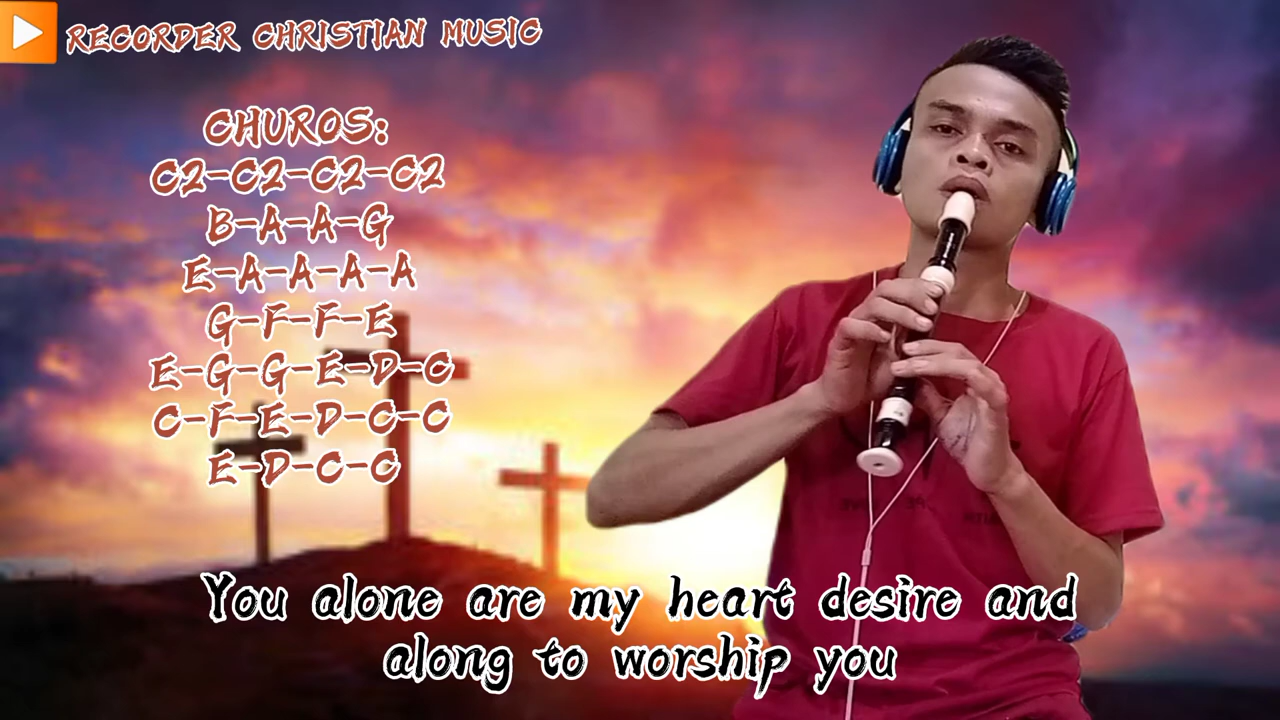 RECORDER CHRISTIAN MUSIC
CHUROS:
C2-C2-C2-C2
B-A-A-G
E-A-A-A-A
G-F-F-E
E-G-G-E-D-C
C-F-E-D-C-C
E-D-C-C
You alone are my heart desire and
along to worship you